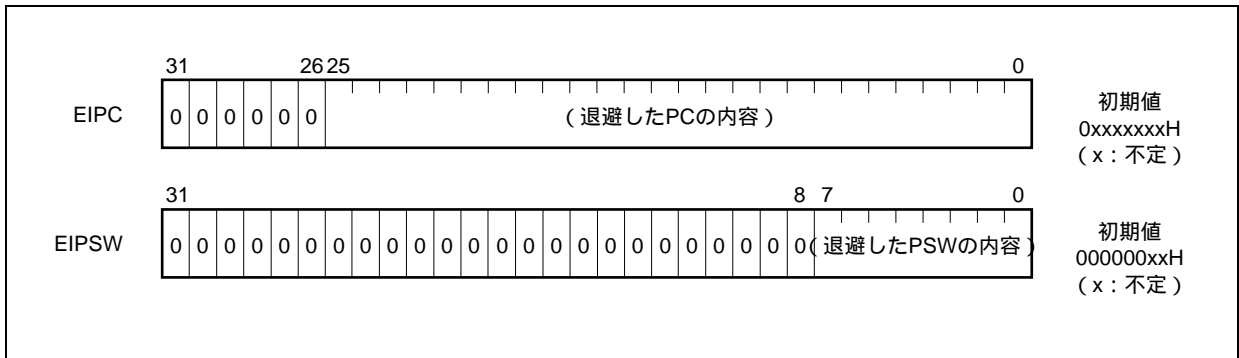 31 26 25 0
EIPC 0 0 0 0 0 0 (退避したPCの内容) 初期値
0xxxxxxxH
(x：不定)
31 8 7 0
EIPSW 0 0 0 0 0 0 0 0 0 0 0 0 0 0 0 0 0 0 0 0 0 0 0 0 (退避したPSWの内容) 初期値
000000xxH
(x：不定)